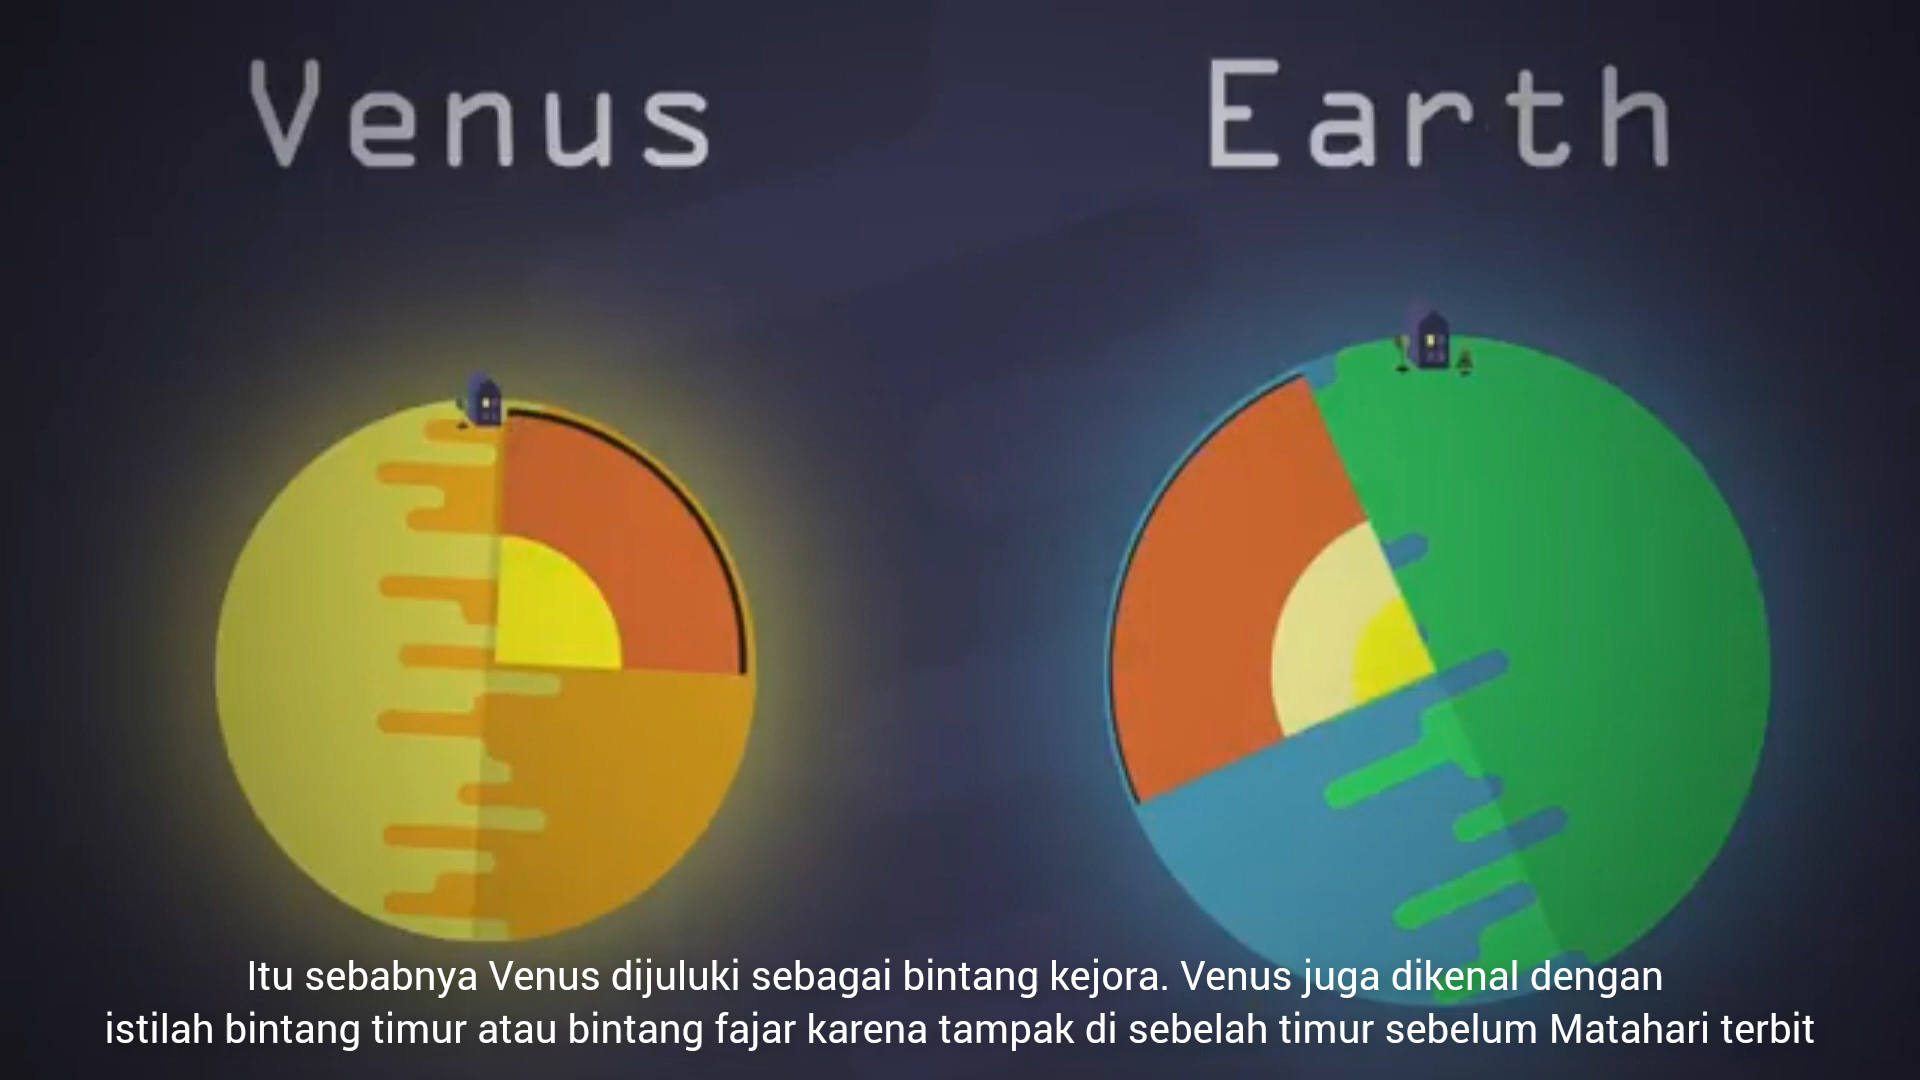 Venus
Earth
Itu sebabnya Venus dijuluki sebagai bintang kejora. Venus juga dikenal dengan
istilah bintang timur atau bintang fajar karena tampak di sebelah timur sebelum Matahari terbit